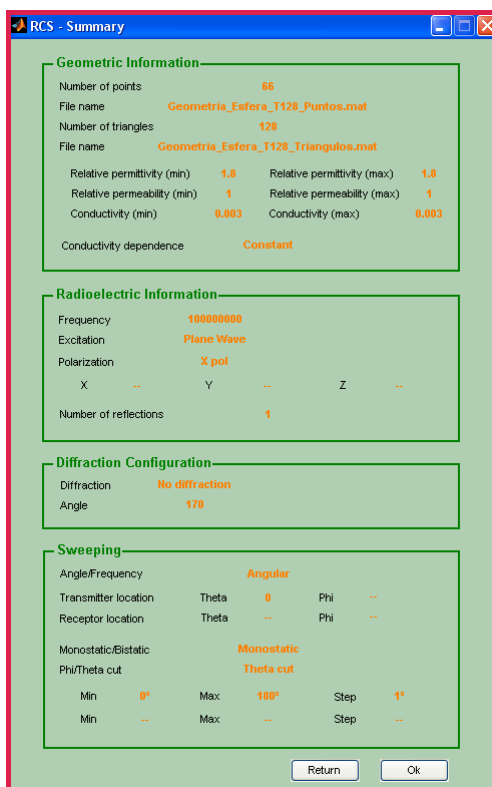 RCS - Summary
Geometric Information
Number of points 66
File name Geometria_Esfera_T128_Puntos.mat
Number of triangles 128
File name Geometria_Esfera_T128_Triangulos.mat
Relative permittivity (min) 1.8 Relative permittivity (max) 1.8
Relative permeability (min) 1 Relative permeability (max) 1
Conductivity (min) 0.003 Conductivity (max) 0.003
Conductivity dependence Constant
Radioelectric Information
Frequency 100000000
Excitation Plane Wave
Polarization X pol
X -- Y -- Z --
Number of reflections 1
Diffraction Configuration
Diffraction No diffraction
Angle 170
Sweeping
Angle/Frequency Angular
Transmitter location Theta 0 Phi --
Receptor location Theta -- Phi --
Monostatic/Bistatic Monostatic
Phi/Theta cut Theta cut
Min 0º Max 180º Step 1º
Min -- Max -- Step --
Return Ok